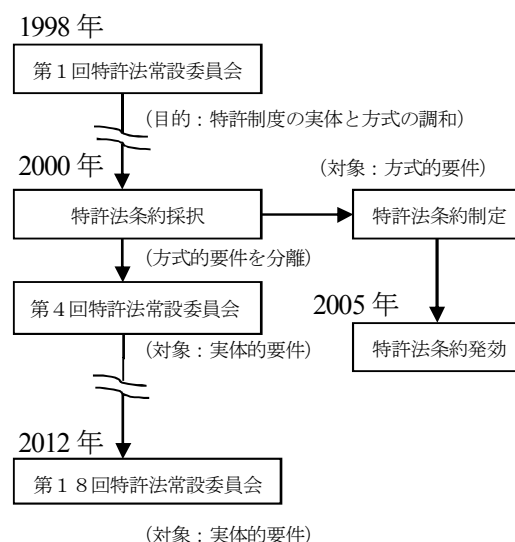 1998 年
第１回特許法常設委員会
(目的：特許制度の実体と方式の調和)
2000 年
(対象：方式的要件)
特許法条約採択
特許法条約制定
(方式的要件を分離)
第４回特許法常設委員会
2005 年
(対象：実体的要件)
特許法条約発効
2012 年
第１８回特許法常設委員会
(対象：実体的要件)